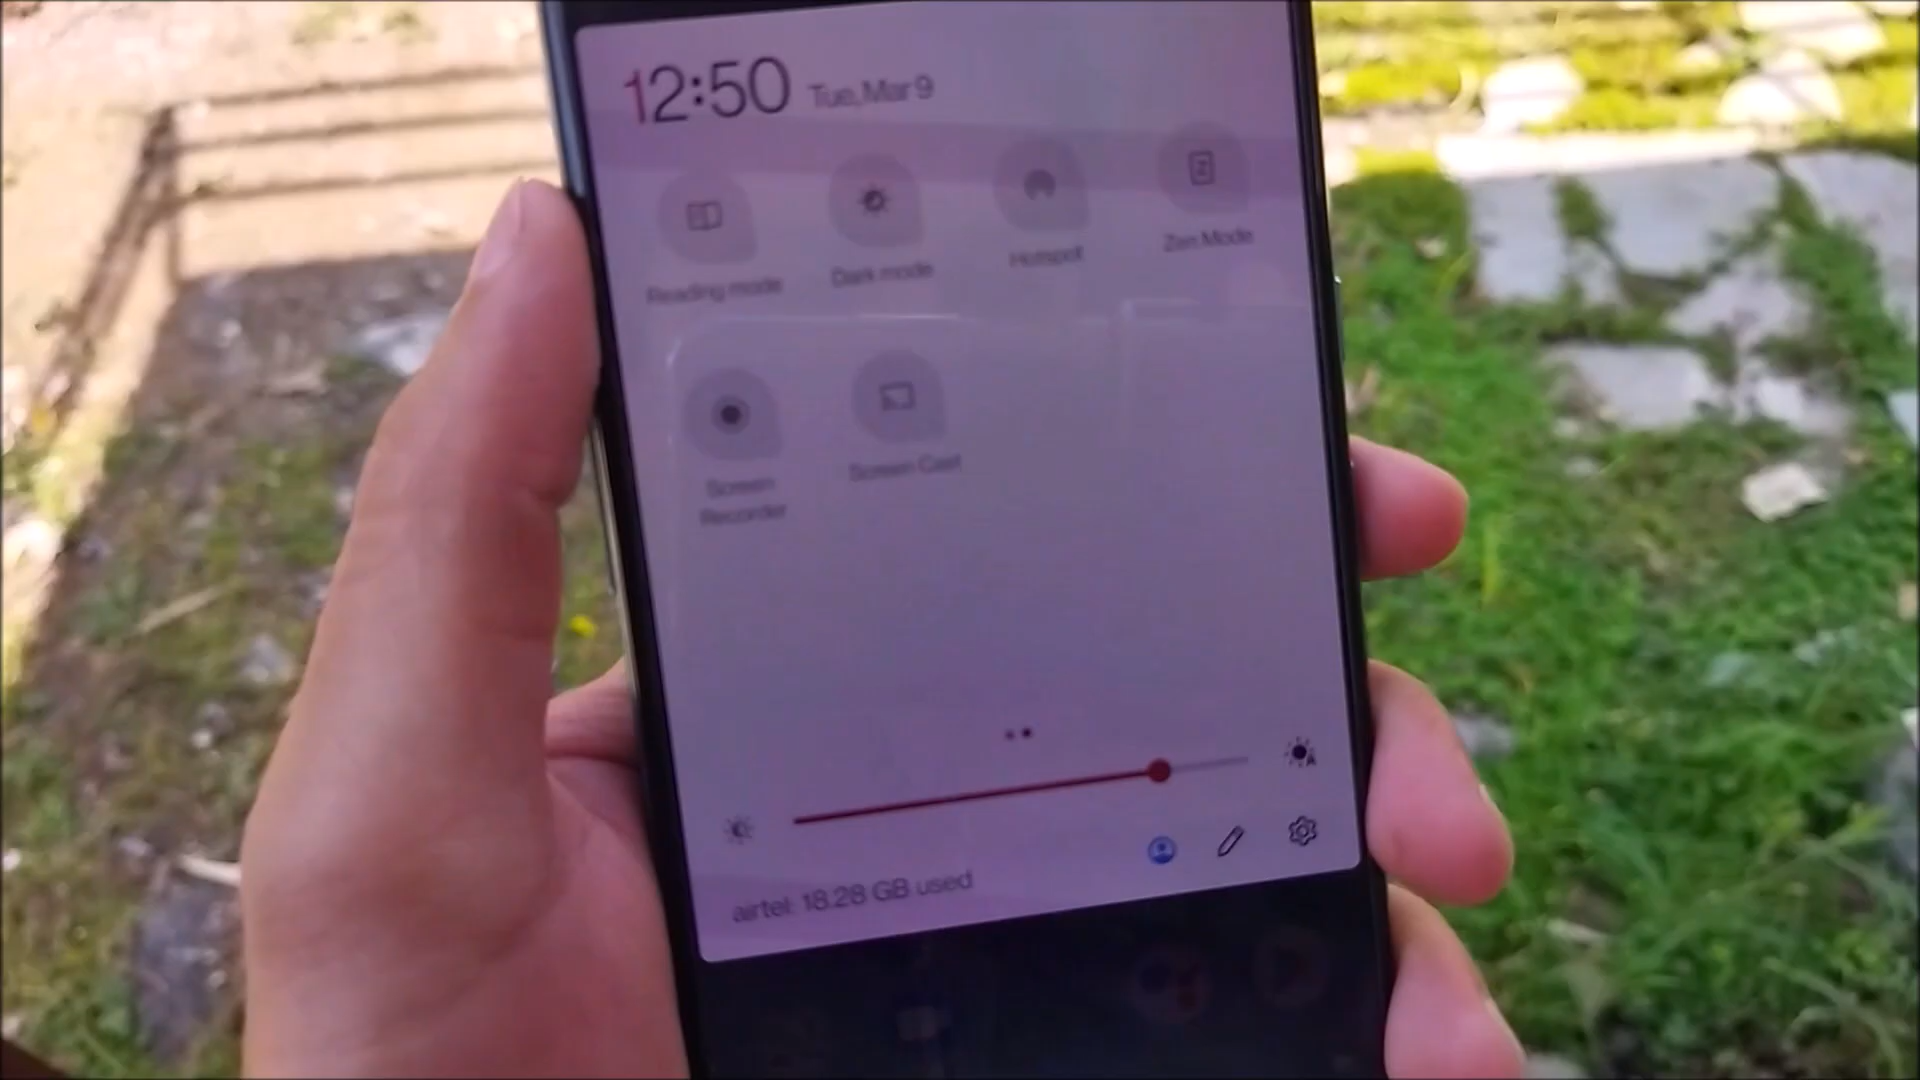 12:50 Tue, Mar 9
Reading mode
Dark mode
Hotspot
Zen Mode
Screen
Recorder
Screen Cast
airtel: 18.28 GB used